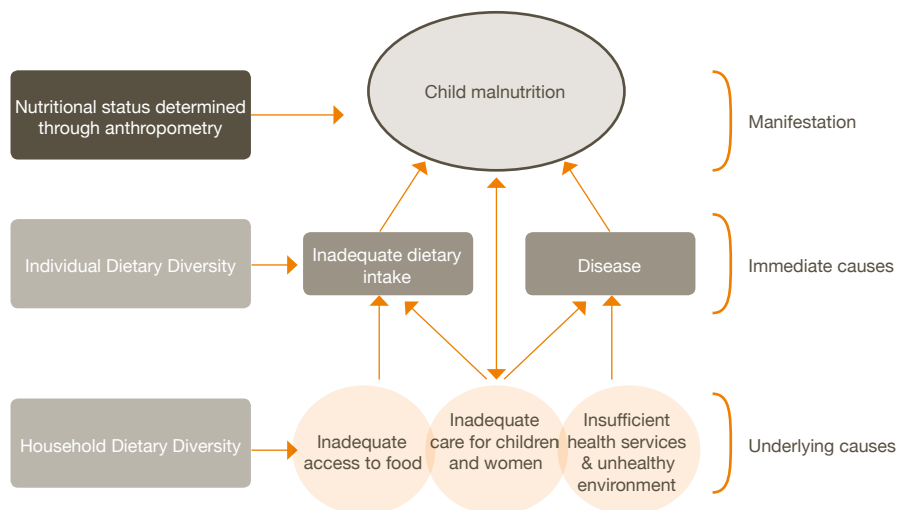 Child malnutrition
Nutritional status determined
through anthropometry
Manifestation
Individual Dietary Diversity
Inadequate dietary
intake
Disease
Immediate causes
Household Dietary Diversity
Inadequate
access to food
Inadequate
care for children
and women
Insufficient
health services
& unhealthy
environment
Underlying causes